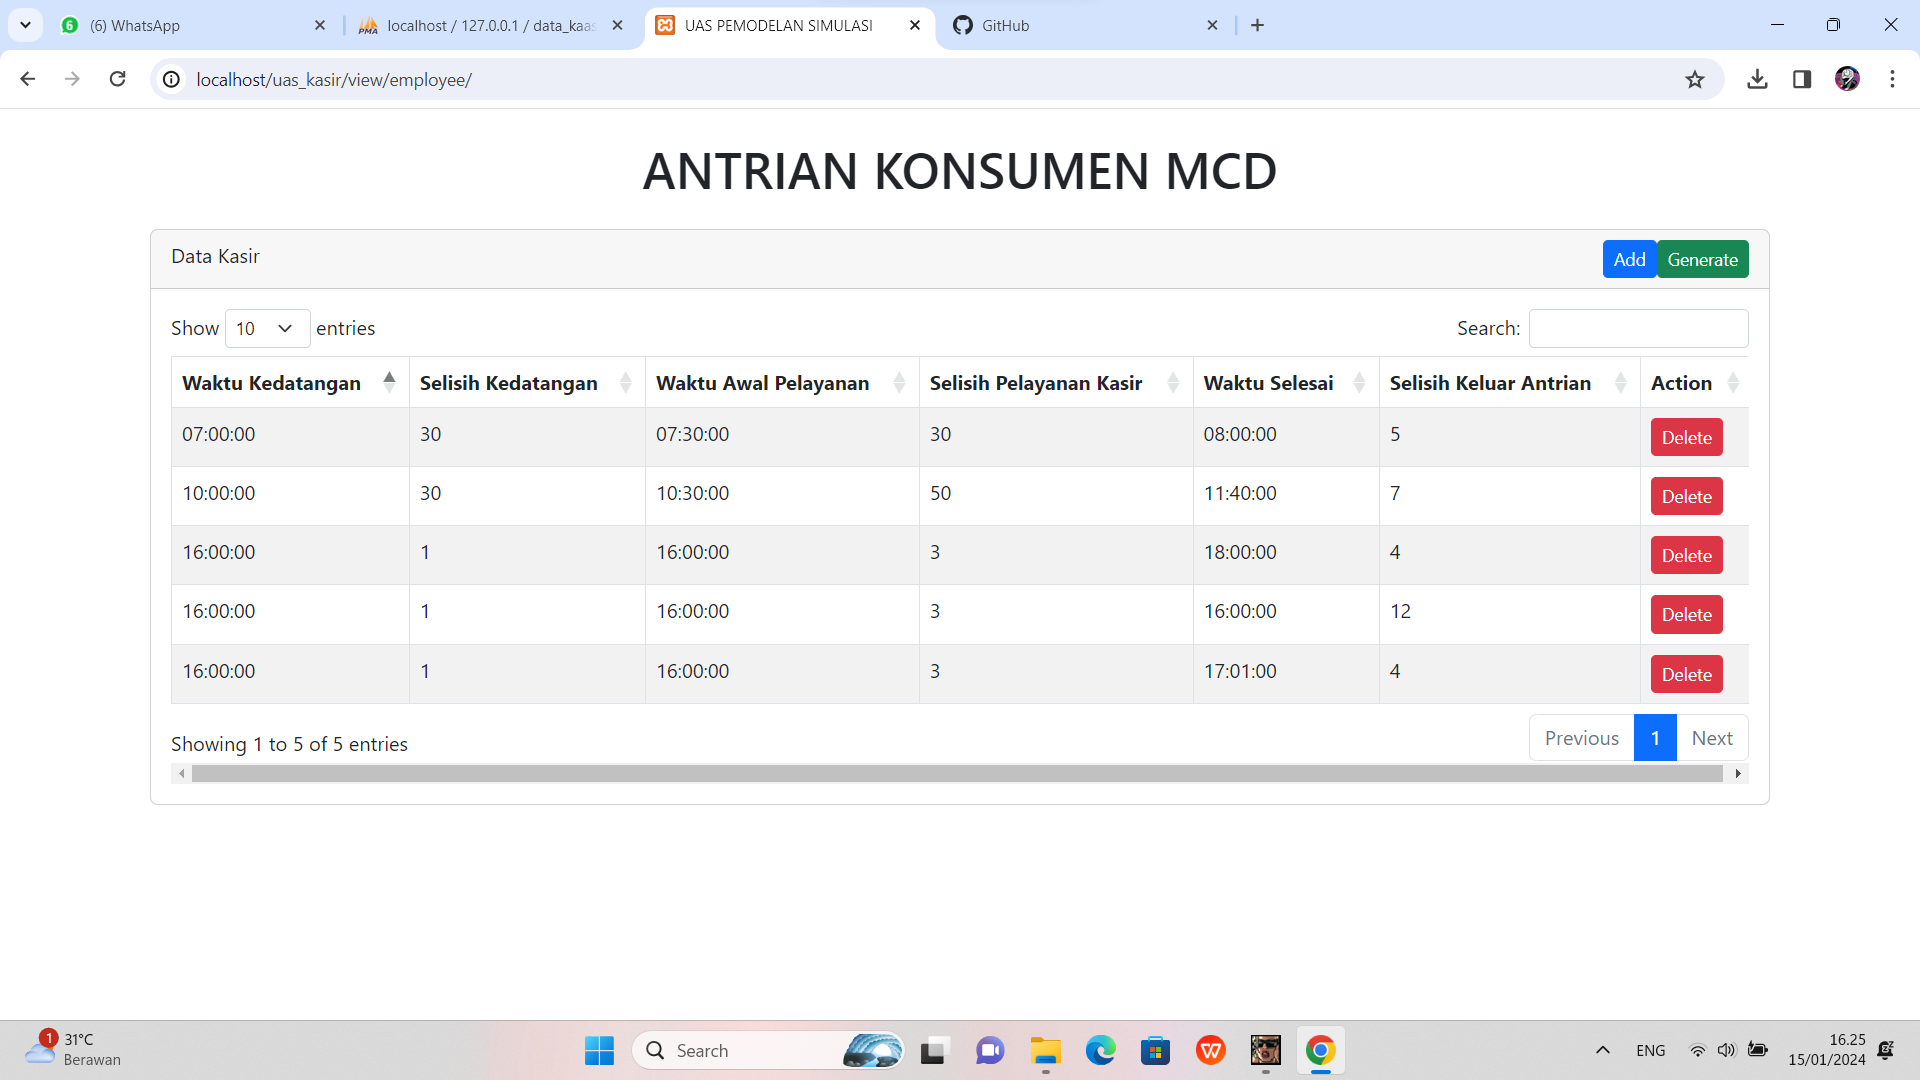 6 (6) WhatsApp
PMA localhost / 127.0.0.1 / data_kaas
UAS PEMODELAN SIMULASI
GitHub
localhost/uas_kasir/view/employee/
ANTRIAN KONSUMEN MCD
Data Kasir Add Generate
Show 10 entries Search:
Waktu Kedatangan Selisih Kedatangan Waktu Awal Pelayanan Selisih Pelayanan Kasir Waktu Selesai Selisih Keluar Antrian Action
07:00:00 30 07:30:00 30 08:00:00 5 Delete
10:00:00 30 10:30:00 50 11:40:00 7 Delete
16:00:00 1 16:00:00 3 18:00:00 4 Delete
16:00:00 1 16:00:00 3 16:00:00 12 Delete
16:00:00 1 16:00:00 3 17:01:00 4 Delete
Showing 1 to 5 of 5 entries Previous 1 Next
1 31°C
Berawan
Search
W
ENG
16.25
15/01/2024